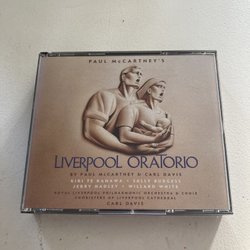 PAUL McCARTNEY'S
LIVERPOOL ORATORIO
BY PAUL McCARTNEY & CARL DAVIS
KIRI TE KANAWA • SALLY BURGESS
JERRY HADLEY • WILLARD WHITE
ROYAL LIVERPOOL PHILHARMONIC ORCHESTRA & CHOIR
CHORISTERS OF LIVERPOOL CATHEDRAL
CARL DAVIS